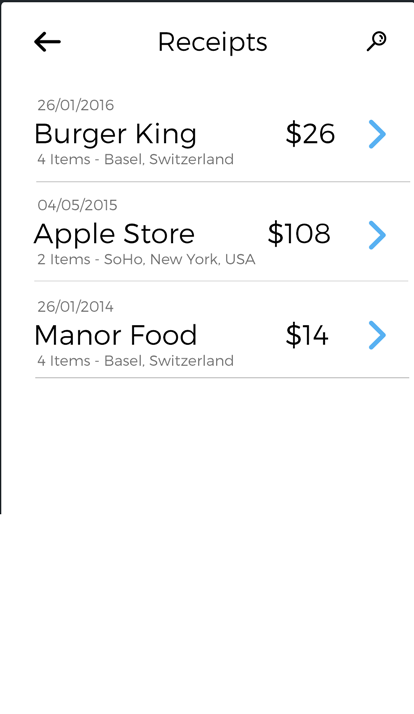 Receipts
26/01/2016
Burger King $26
4 Items - Basel, Switzerland
04/05/2015
Apple Store $108
2 Items - SoHo, New York, USA
26/01/2014
Manor Food $14
4 Items - Basel, Switzerland